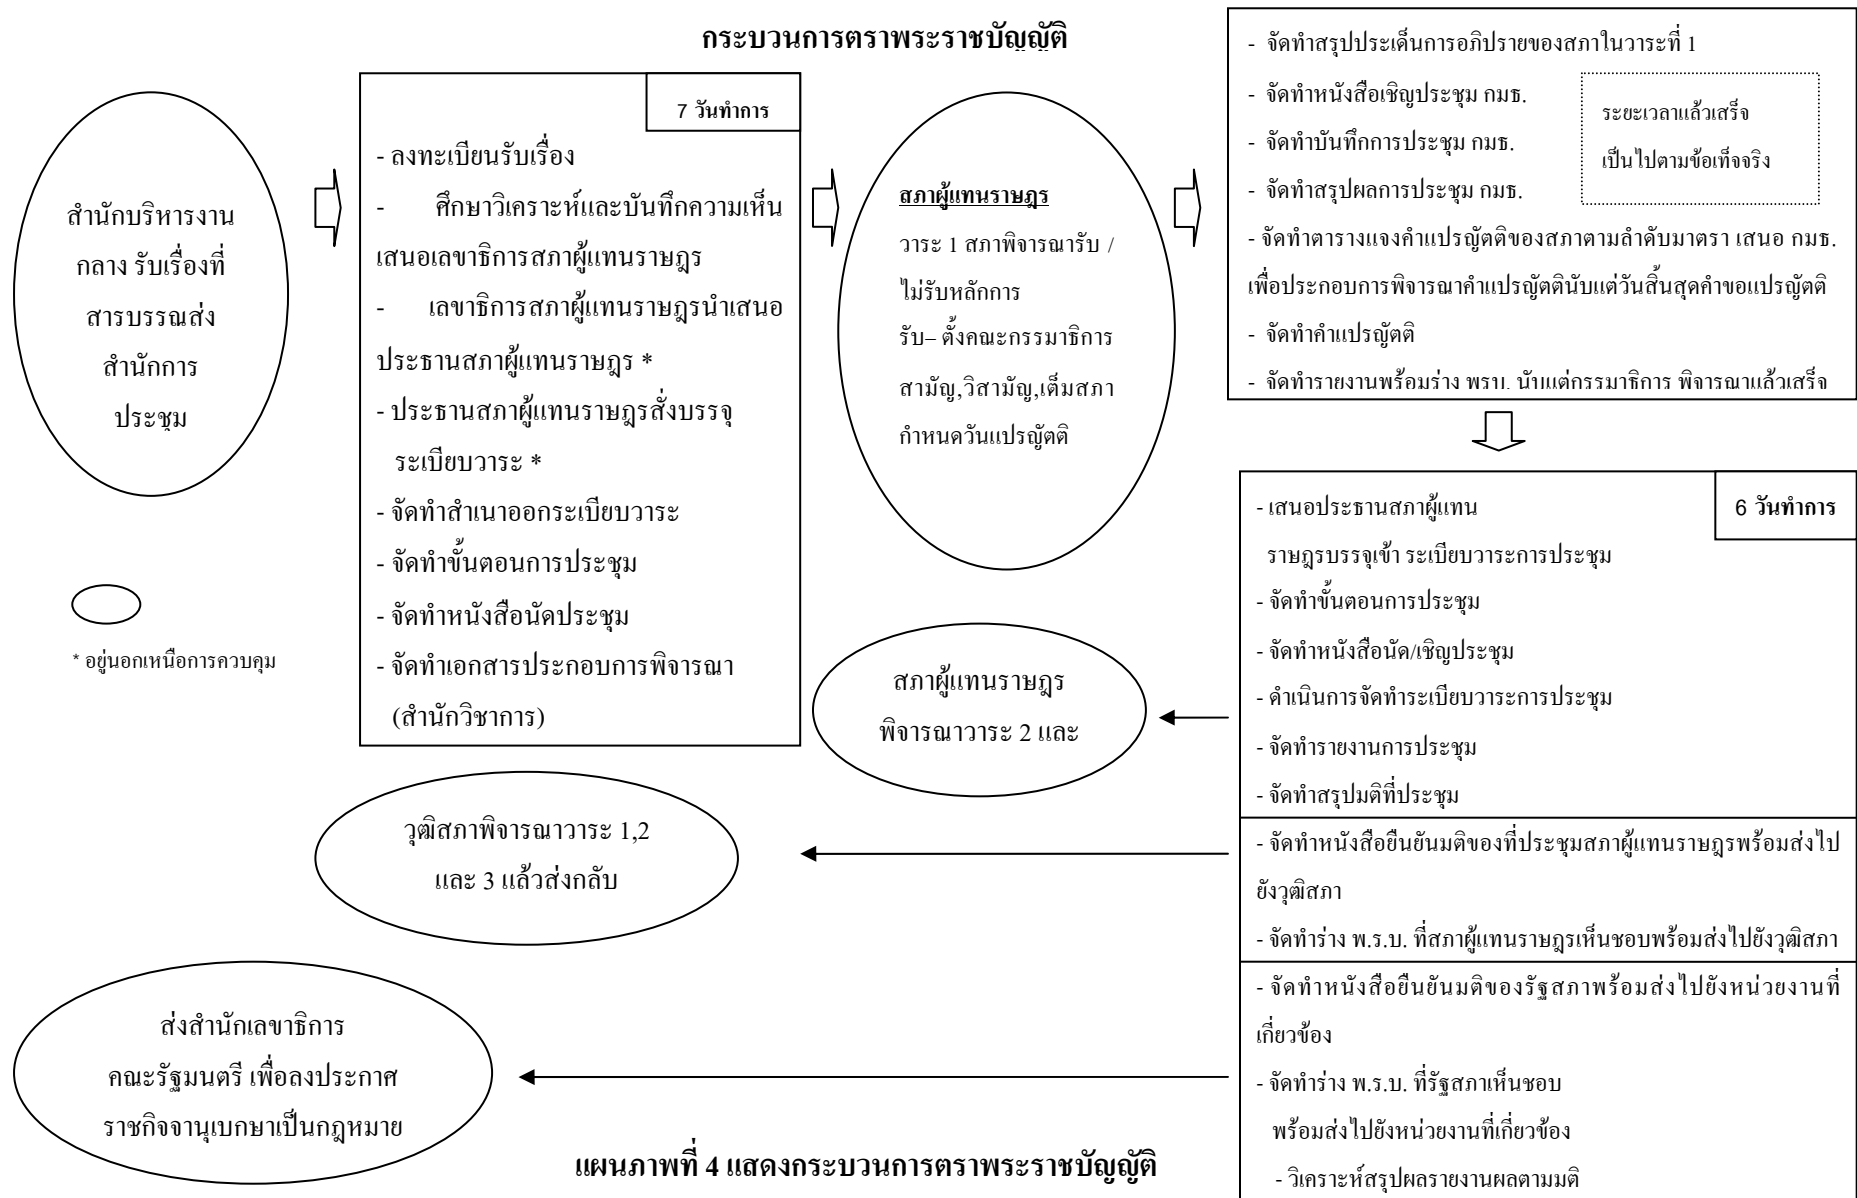 กระบวนการตราพระราชบัญญัติ
สำนักบริหารงาน
กลาง รับเรื่องที่
สารบรรณส่ง
สำนักการ
ประชุม
* อยู่นอกเหนือการควบคุม
7 วันทำการ
- ลงทะเบียนรับเรื่อง
- ศึกษาวิเคราะห์และบันทึกความเห็น
เสนอเลขาธิการสภาผู้แทนราษฎร
- เลขาธิการสภาผู้แทนราษฎรนำเสนอ
ประธานสภาผู้แทนราษฎร *
- ประธานสภาผู้แทนราษฎรสั่งบรรจุ
ระเบียบวาระ *
- จัดทำสำเนาออกระเบียบวาระ
- จัดทำขั้นตอนการประชุม
- จัดทำหนังสือนัดประชุม
- จัดทำเอกสารประกอบการพิจารณา
(สำนักวิชาการ)
สภาผู้แทนราษฎร
วาระ 1 สภาพิจารณารับ /
ไม่รับหลักการ
รับ– ตั้งคณะกรรมาธิการ
สามัญ,วิสามัญ,เต็มสภา
กำหนดวันแปรญัตติ
- จัดทำสรุปประเด็นการอภิปรายของสภาในวาระที่ 1
- จัดทำหนังสือเชิญประชุม กมธ.
- จัดทำบันทึกการประชุม กมธ.
- จัดทำสรุปผลการประชุม กมธ.
ระยะเวลาแล้วเสร็จ
เป็นไปตามข้อเท็จจริง
- จัดทำตารางแจงคำแปรญัตติของสภาตามลำดับมาตรา เสนอ กมธ.
เพื่อประกอบการพิจารณาคำแปรญัตตินับแต่วันสิ้นสุดคำขอแปรญัตติ
- จัดทำคำแปรญัตติ
- จัดทำรายงานพร้อมร่าง พรบ. นับแต่กรรมาธิการ พิจารณาแล้วเสร็จ
6 วันทำการ
- เสนอประธานสภาผู้แทน
ราษฎรบรรจุเข้า ระเบียบวาระการประชุม
- จัดทำขั้นตอนการประชุม
- จัดทำหนังสือนัด/เชิญประชุม
- ดำเนินการจัดทำระเบียบวาระการประชุม
- จัดทำรายงานการประชุม
- จัดทำสรุปมติที่ประชุม
สภาผู้แทนราษฎร
พิจารณาวาระ 2 และ
- จัดทำหนังสือยืนยันมติของที่ประชุมสภาผู้แทนราษฎรพร้อมส่งไป
ยังวุฒิสภา
- จัดทำร่าง พ.ร.บ. ที่สภาผู้แทนราษฎรเห็นชอบพร้อมส่งไปยังวุฒิสภา
วุฒิสภาพิจารณาวาระ 1,2
และ 3 แล้วส่งกลับ
- จัดทำหนังสือยืนยันมติของรัฐสภาพร้อมส่งไปยังหน่วยงานที่
เกี่ยวข้อง
- จัดทำร่าง พ.ร.บ. ที่รัฐสภาเห็นชอบ
พร้อมส่งไปยังหน่วยงานที่เกี่ยวข้อง
- วิเคราะห์สรุปผลรายงานผลตามมติ
ส่งสำนักเลขาธิการ
คณะรัฐมนตรี เพื่อลงประกาศ
ราชกิจจานุเบกษาเป็นกฎหมาย
แผนภาพที่ 4 แสดงกระบวนการตราพระราชบัญญัติ